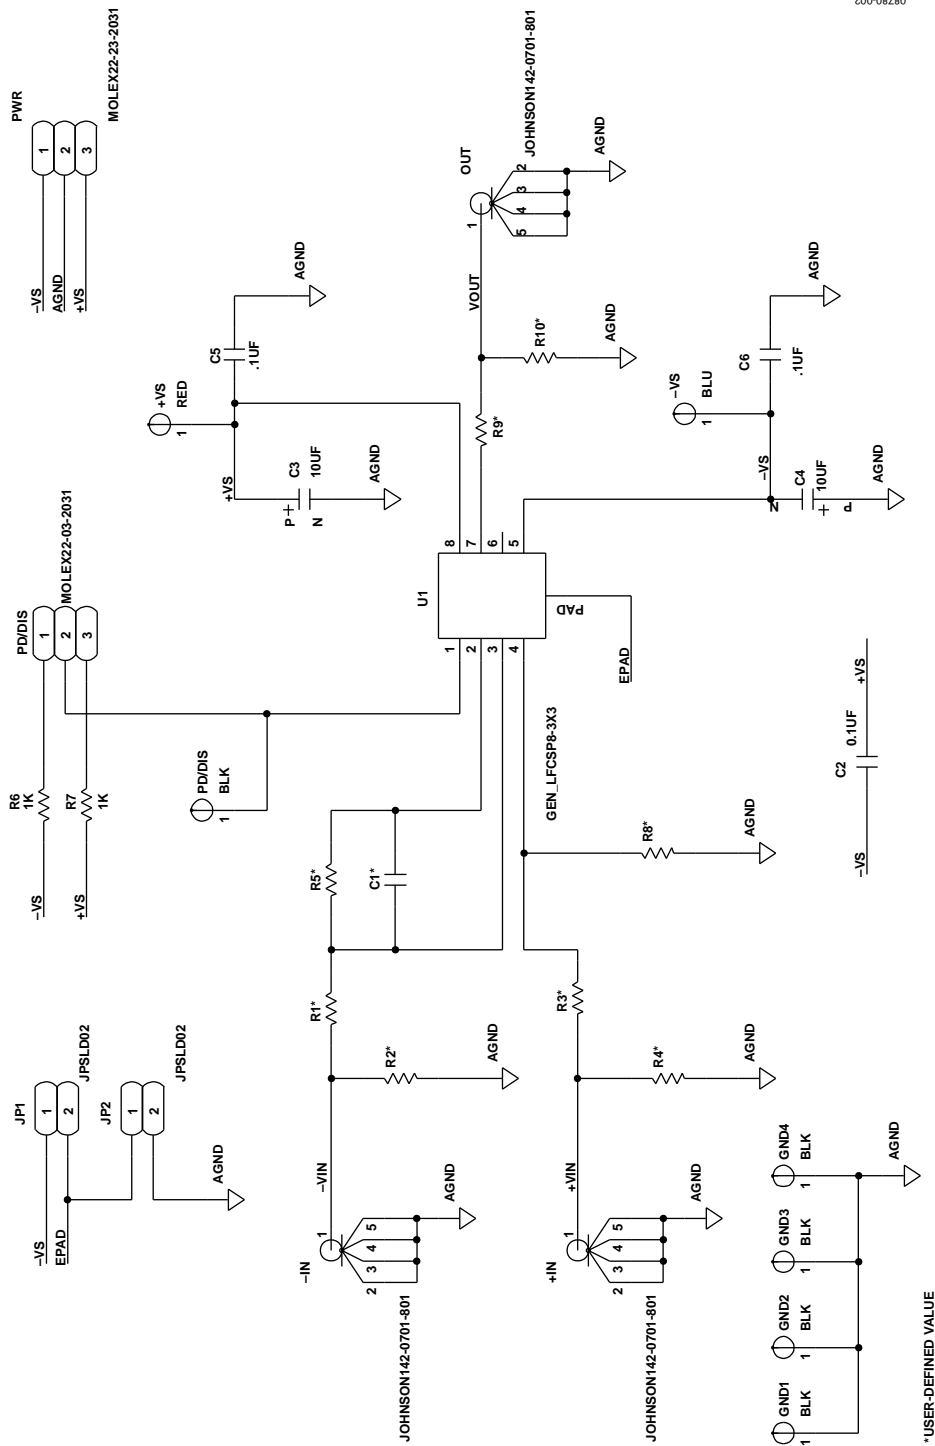 –VS
EPAD
JP1
1
2
JPSLD02
JP2
1
2
JPSLD02
AGND
–VS
+VS
R6
1K
R7
1K
PD/DIS
1
2
3
MOLEX22-03-2031
–VS
AGND
+VS
PWR
1
2
3
MOLEX22-23-2031
PD/DIS
BLK
1
+VS
RED
1
+VS
P
+
N
C3
10UF
AGND
C5
.1UF
AGND
–IN
1
–VIN
2
3
4
5
JOHNSON142-0701-801
AGND
R1*
R2*
AGND
R5*
C1*
U1
1
2
3
4
8
7
6
5
PAD
EPAD
GEN_LFCSP8-3X3
R9*
VOUT
R10*
AGND
OUT
1
5
4
3
2
JOHNSON142-0701-801
AGND
+IN
1
+VIN
2
3
4
5
JOHNSON142-0701-801
AGND
R3*
R4*
AGND
R8*
AGND
–VS
BLU
1
–VS
N
+
P
C4
10UF
AGND
C6
.1UF
AGND
GND1
BLK
1
GND2
BLK
1
GND3
BLK
1
GND4
BLK
1
AGND
–VS
C2
0.1UF
+VS
*USER-DEFINED VALUE
08780-002